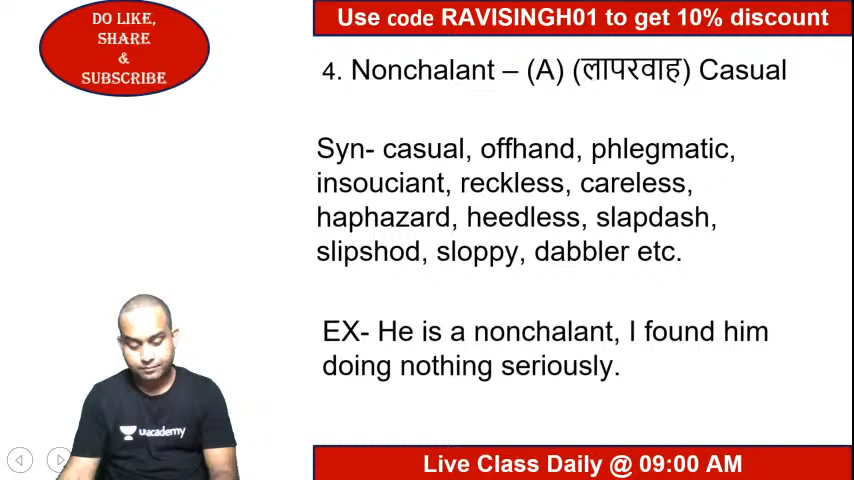 DO LIKE,
SHARE
&
SUBSCRIBE
Use code RAVISINGH01 to get 10% discount
4. Nonchalant – (A) (लापरवाह) Casual
Syn- casual, offhand, phlegmatic,
insouciant, reckless, careless,
haphazard, heedless, slapdash,
slipshod, sloppy, dabbler etc.
EX- He is a nonchalant, I found him
doing nothing seriously.
unacademy
Live Class Daily @ 09:00 AM